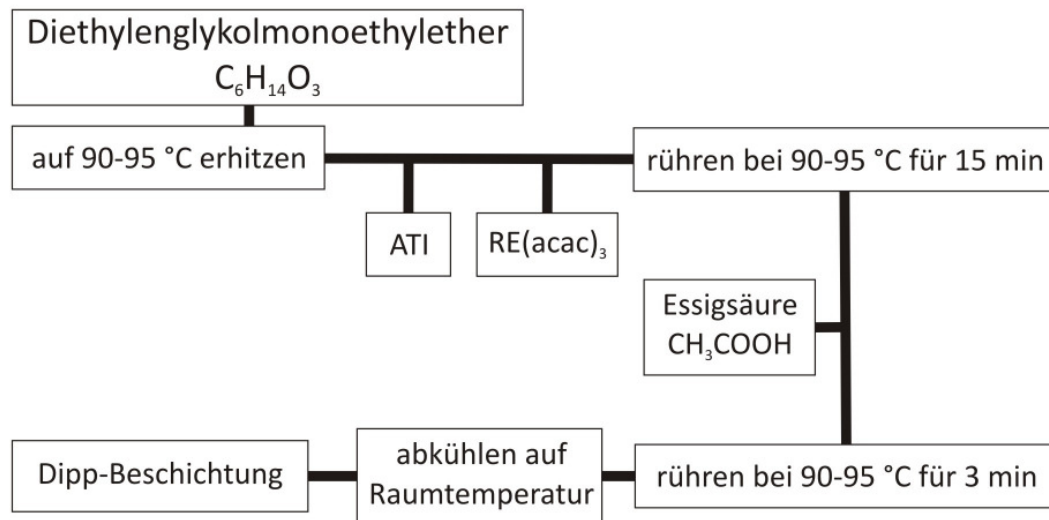 Diethylenglykolmonoethylether
C₆H₁₄O₃
auf 90-95 °C erhitzen
rühren bei 90-95 °C für 15 min
ATI
RE(acac)₃
Essigsäure
CH₃COOH
Dipp-Beschichtung
abkühlen auf
Raumtemperatur
rühren bei 90-95 °C für 3 min